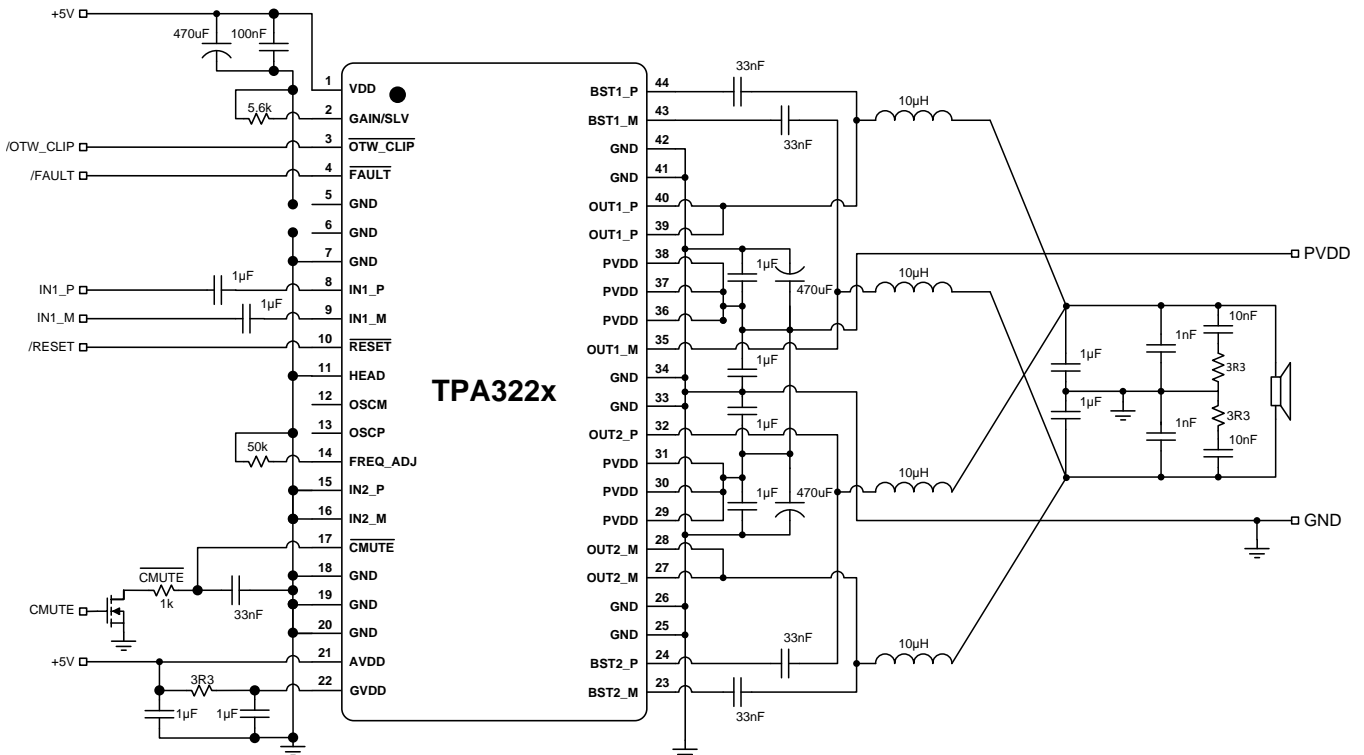 +5V
470uF
100nF
1
VDD
5.6k
2
GAIN/SLV
/OTW_CLIP
3
OTW_CLIP
/FAULT
4
FAULT
5
GND
6
GND
7
GND
1µF
IN1_P
8
IN1_P
1µF
IN1_M
9
IN1_M
/RESET
10
RESET
11
HEAD
12
OSCM
13
OSCP
50k
14
FREQ_ADJ
15
IN2_P
16
IN2_M
17
CMUTE
18
GND
CMUTE
1k
33nF
19
GND
CMUTE
20
GND
+5V
21
AVDD
3R3
22
GVDD
1µF
1µF
TPA322x
BST1_P
44
33nF
BST1_M
43
33nF
GND
42
GND
41
OUT1_P
40
OUT1_P
39
PVDD
38
PVDD
37
PVDD
36
OUT1_M
35
GND
34
GND
33
OUT2_P
32
PVDD
31
PVDD
30
PVDD
29
OUT2_M
28
OUT2_M
27
GND
26
GND
25
BST2_P
24
33nF
BST2_M
23
33nF
1µF
470uF
1µF
1µF
1µF
470uF
10µH
10µH
10µH
10µH
PVDD
1µF
1nF
10nF
3R3
1µF
1nF
3R3
10nF
GND